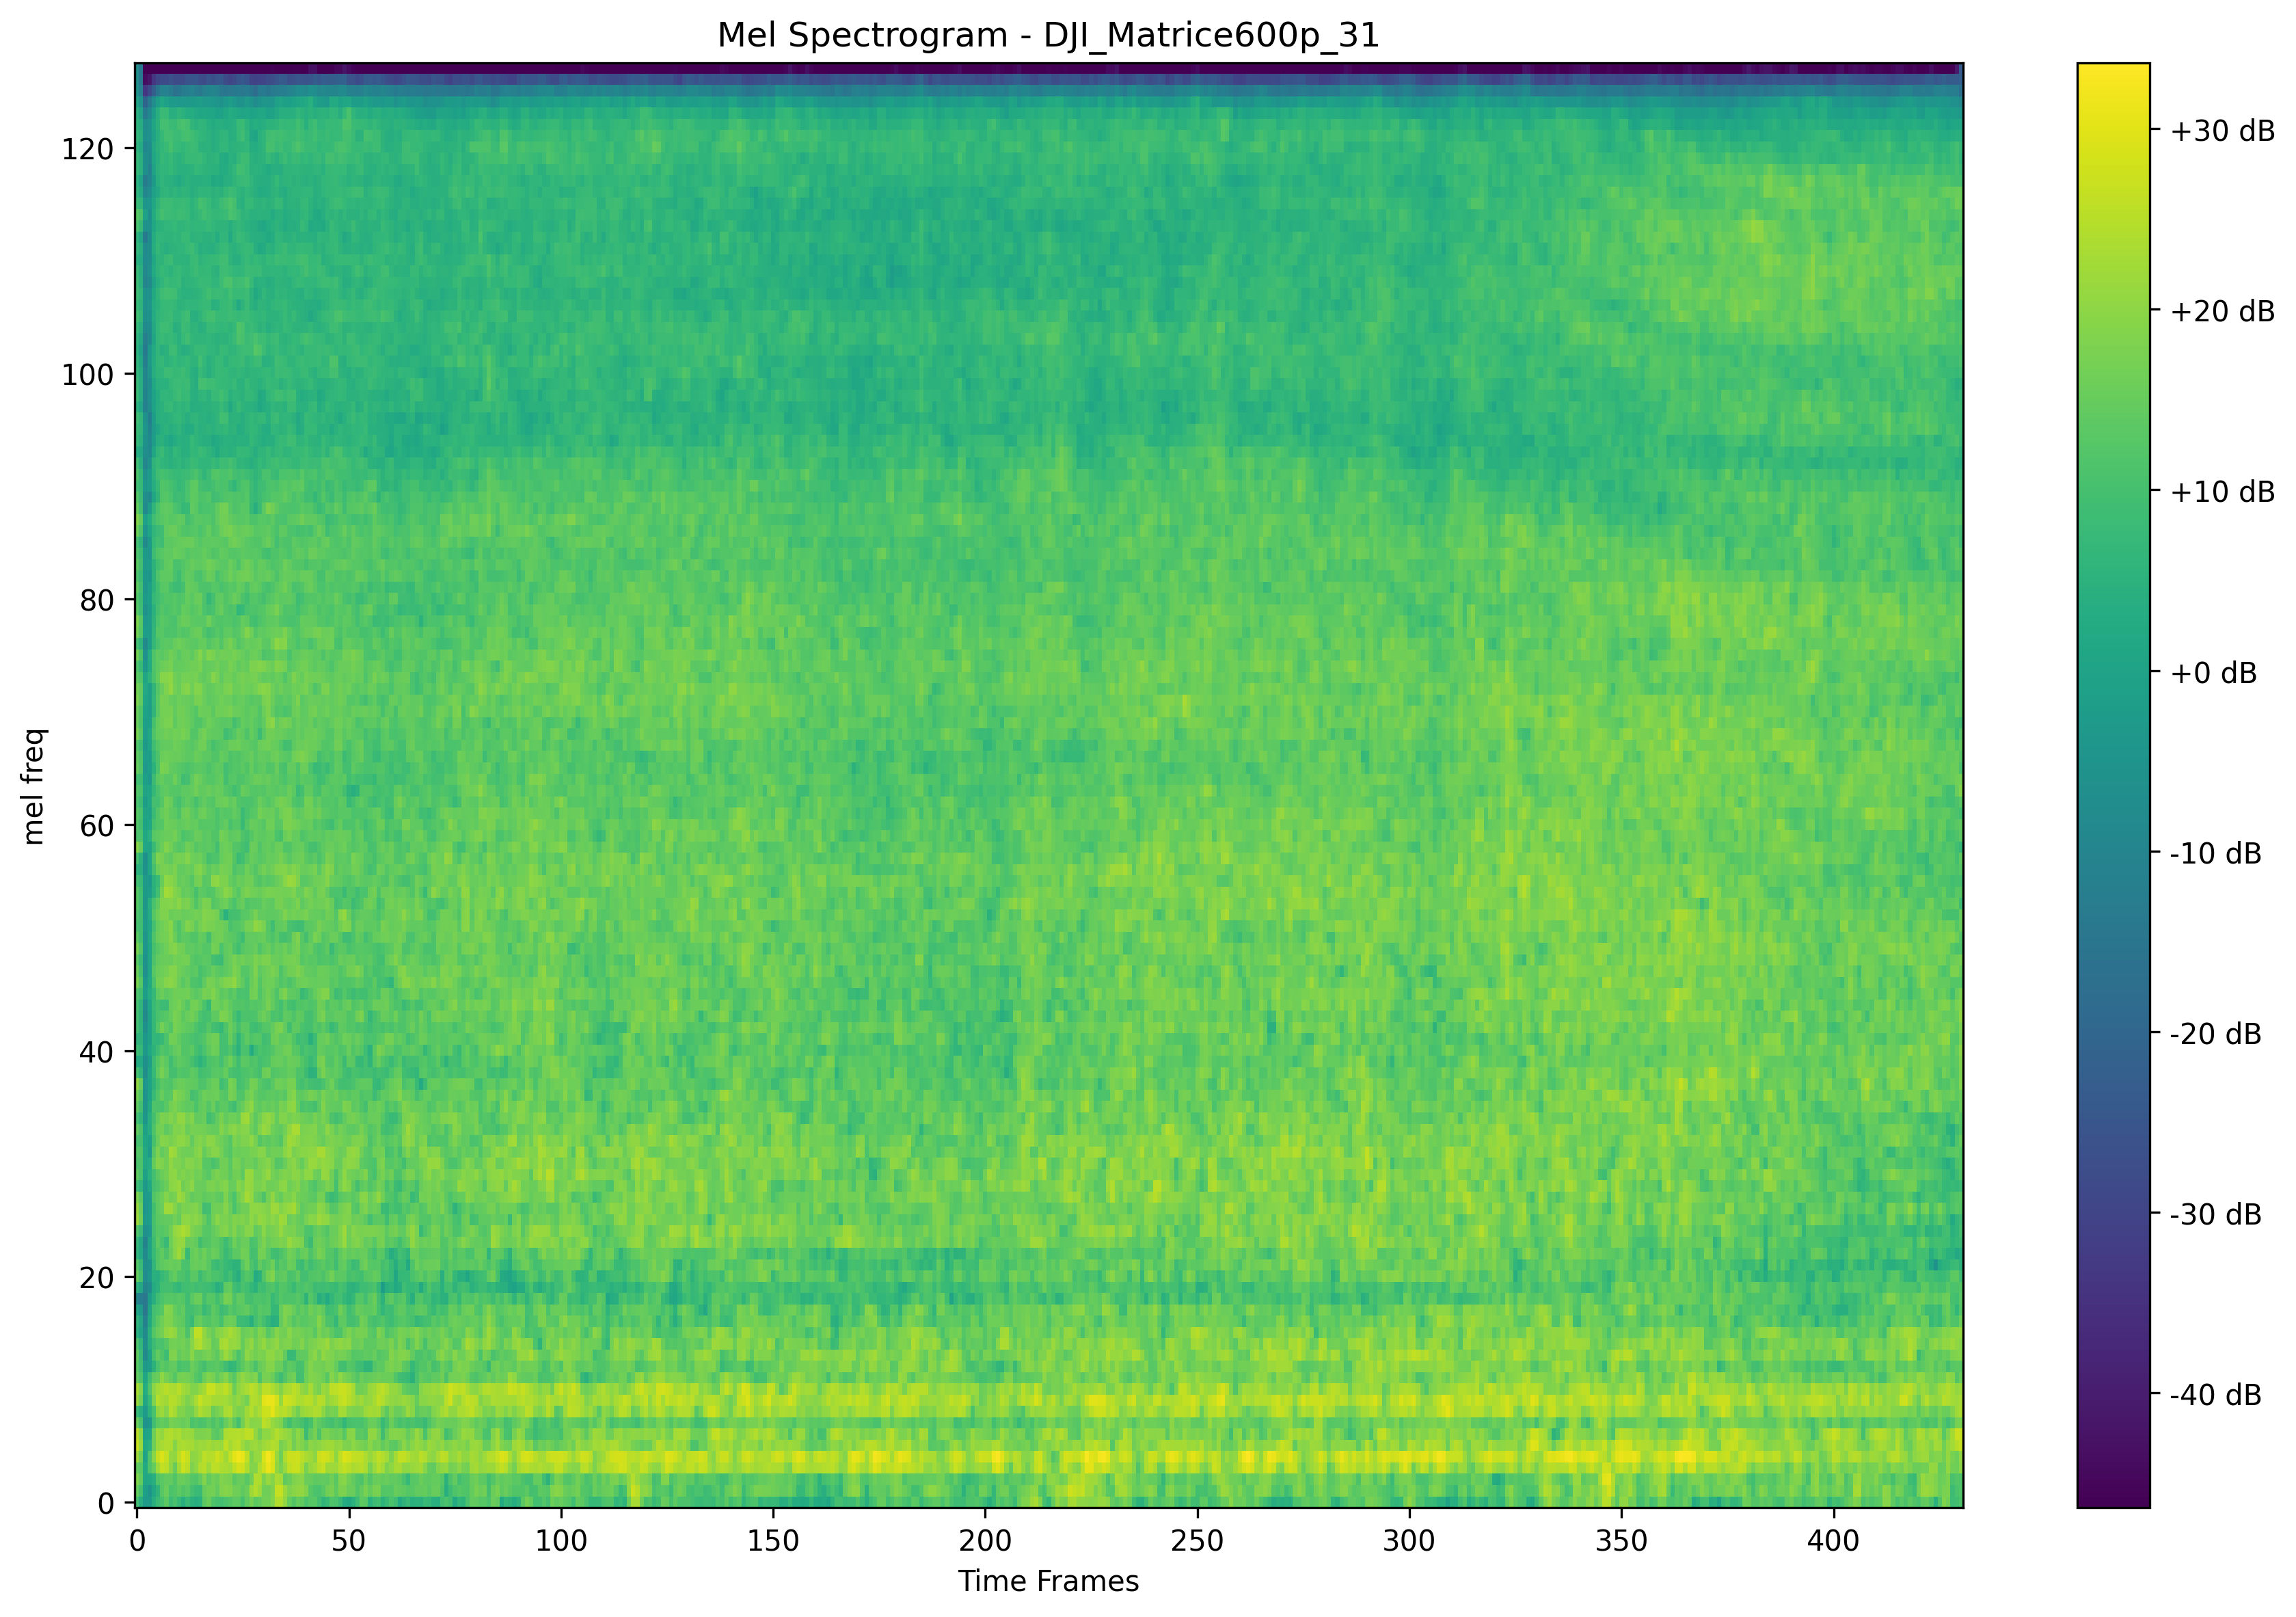 Mel Spectrogram - DJI_Matrice600p_31
mel freq
120
100
80
60
40
20
0
0 50 100 150 200 250 300 350 400
Time Frames
+30 dB
+20 dB
+10 dB
+0 dB
-10 dB
-20 dB
-30 dB
-40 dB